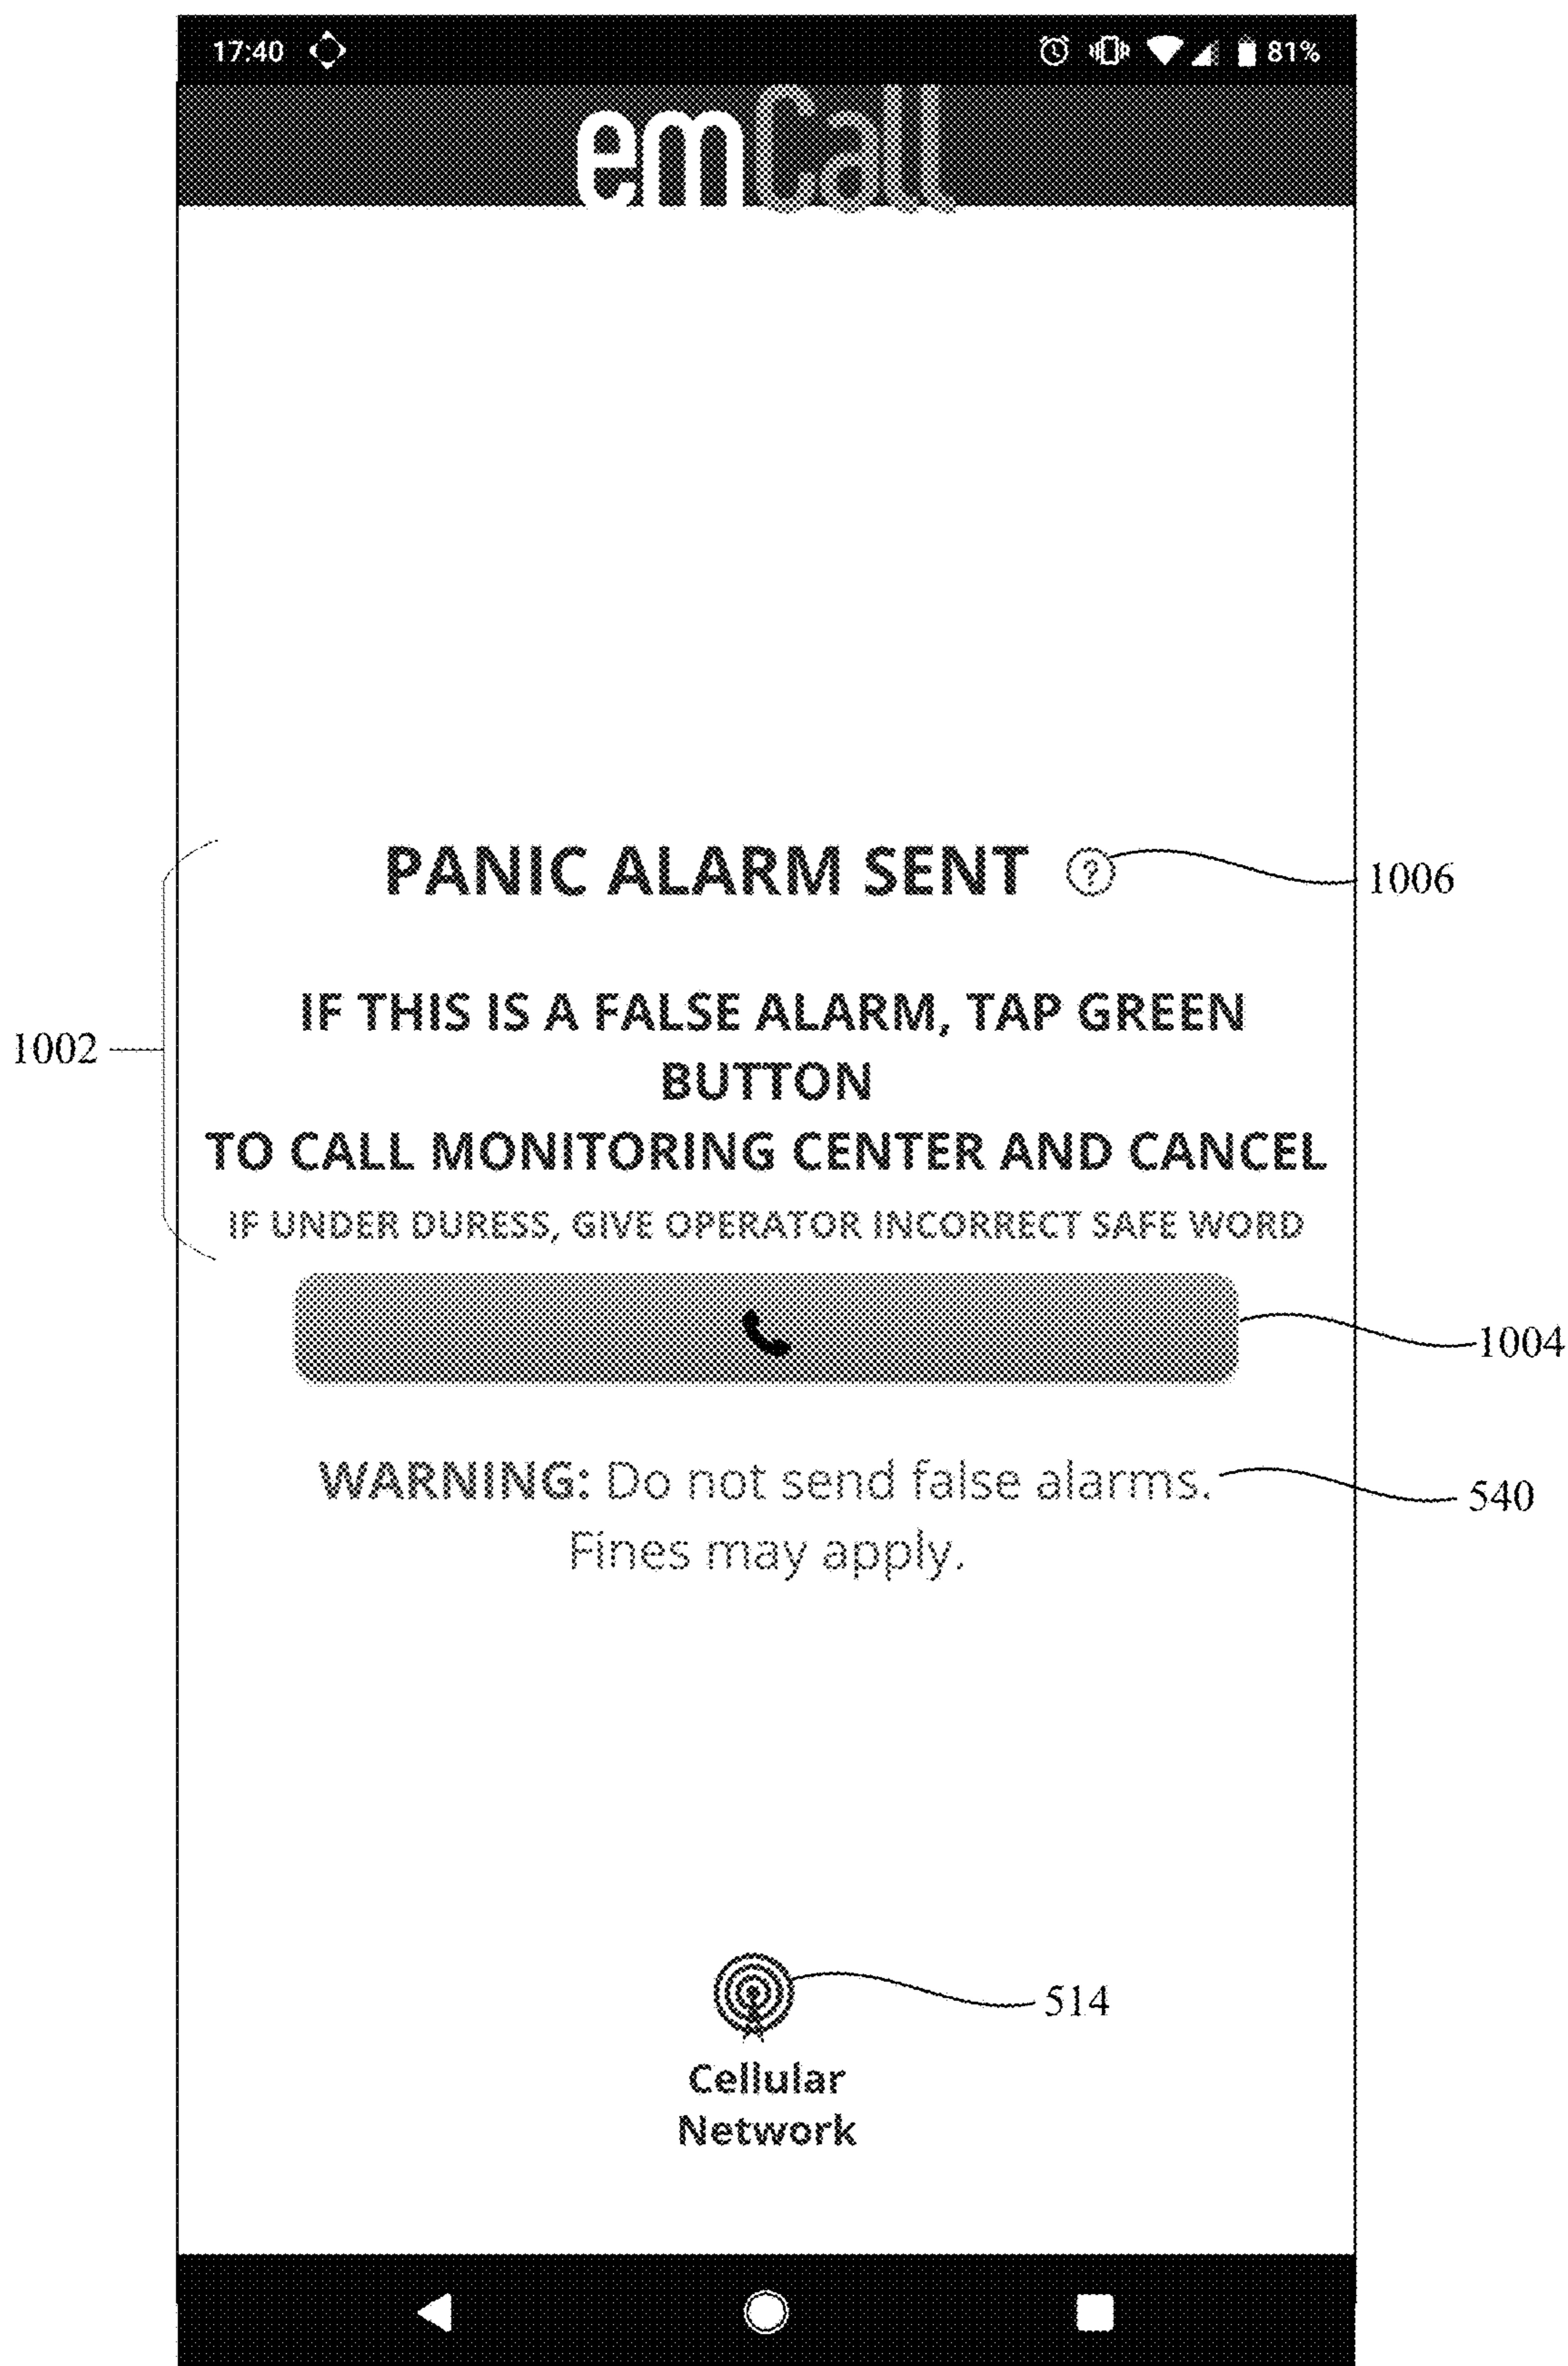 17:40 81%
emCall
PANIC ALARM SENT ? 1006
IF THIS IS A FALSE ALARM, TAP GREEN
BUTTON
1002
TO CALL MONITORING CENTER AND CANCEL
IF UNDER DURESS, GIVE OPERATOR INCORRECT SAFE WORD
1004
WARNING: Do not send false alarms. 540
Fines may apply.
514
Cellular
Network